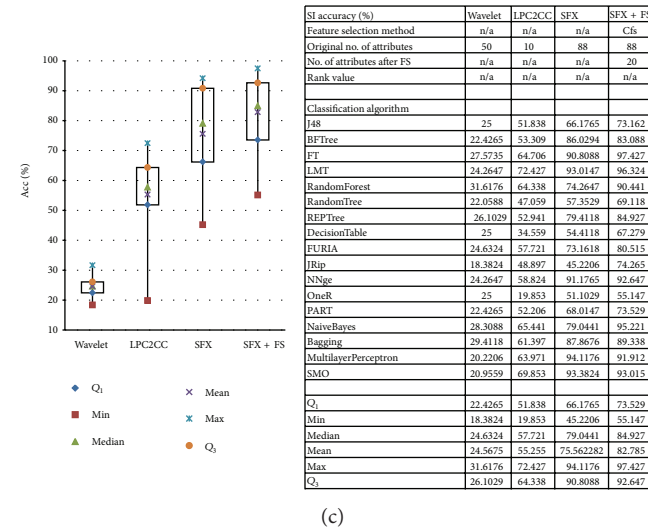 100
90
80
70
60
50
40
30
20
10
Acc (%)
Wavelet LPC2CC SFX SFX + FS
Q1
Min
Median
Mean
Max
Q3
SI accuracy (%) Wavelet LPC2CC SFX SFX + FS
Feature selection method n/a n/a n/a Cfs
Original no. of attributes 50 10 88 88
No. of attributes after FS n/a n/a n/a 20
Rank value n/a n/a n/a n/a
Classification algorithm
J48 25 51.838 66.1765 73.162
BFTree 22.4265 53.309 86.0294 83.088
FT 27.5735 64.706 90.8088 97.427
LMT 24.2647 72.427 93.0147 96.324
RandomForest 31.6176 64.338 74.2647 90.441
RandomTree 22.0588 47.059 57.3529 69.118
REPTree 26.1029 52.941 79.4118 84.927
DecisionTable 25 34.559 54.4118 67.279
FURIA 24.6324 57.721 73.1618 80.515
JRip 18.3824 48.897 45.2206 74.265
NNge 24.2647 58.824 91.1765 92.647
OneR 25 19.853 51.1029 55.147
PART 22.4265 52.206 68.0147 73.529
NaiveBayes 28.3088 65.441 79.0441 95.221
Bagging 29.4118 61.397 87.8676 89.338
MultilayerPerceptron 20.2206 63.971 94.1176 91.912
SMO 20.9559 69.853 93.3824 93.015
Q1 22.4265 51.838 66.1765 73.529
Min 18.3824 19.853 45.2206 55.147
Median 24.6324 57.721 79.0441 84.927
Mean 24.5675 55.255 75.562282 82.785
Max 31.6176 72.427 94.1176 97.427
Q3 26.1029 64.338 90.8088 92.647
(c)